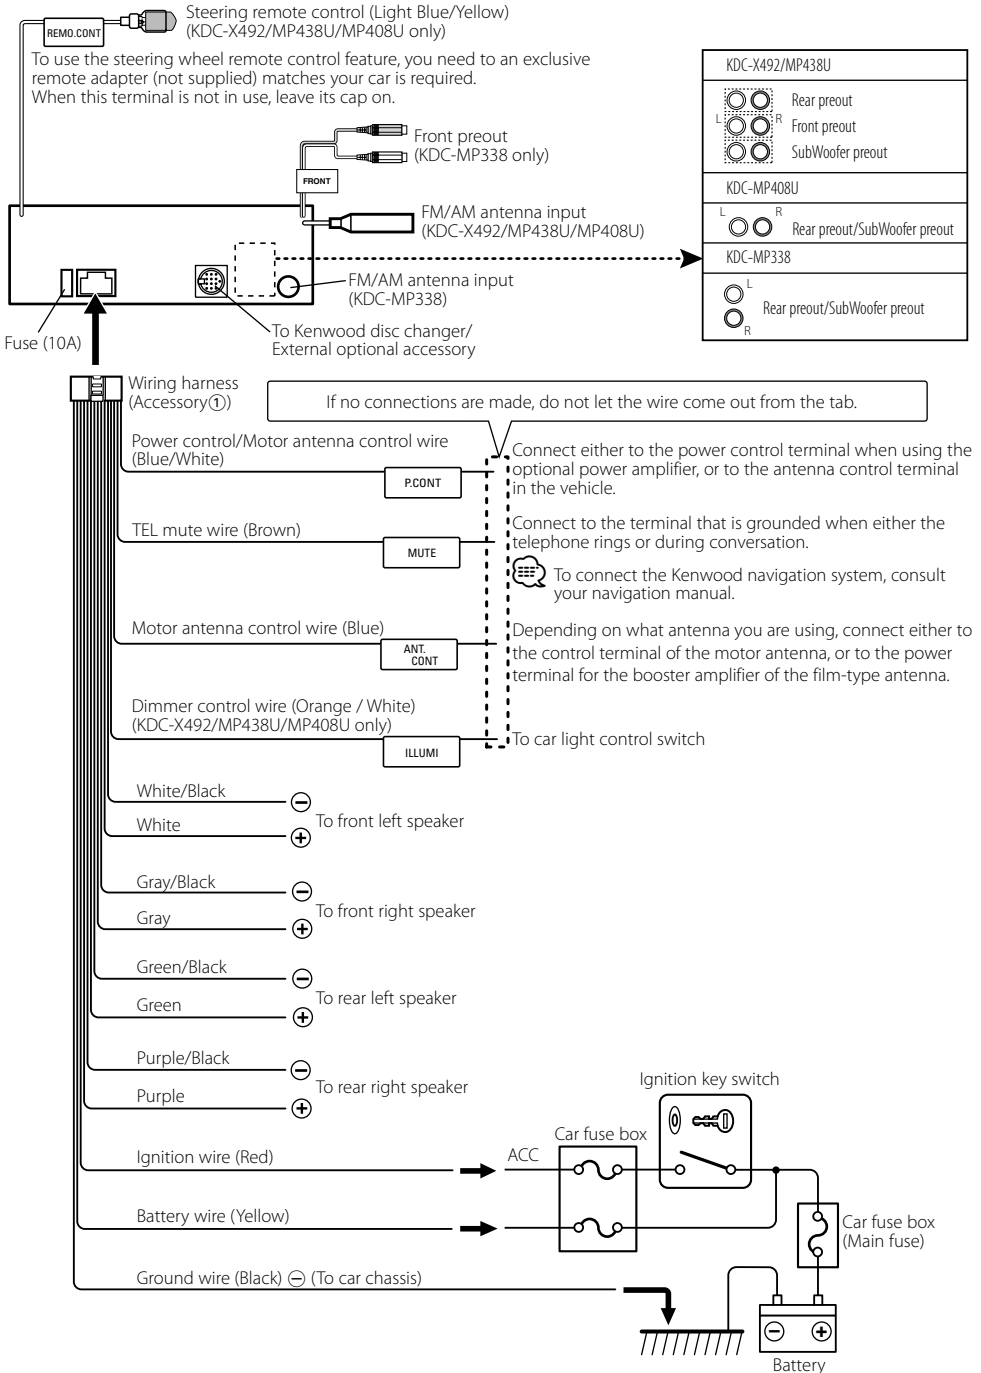 Steering remote control (Light Blue/Yellow)
(KDC-X492/MP438U/MP408U only)
REMO.CONT
To use the steering wheel remote control feature, you need to an exclusive
remote adapter (not supplied) matches your car is required.
When this terminal is not in use, leave its cap on.
Front preout
(KDC-MP338 only)
FRONT
FM/AM antenna input
(KDC-X492/MP438U/MP408U)
FM/AM antenna input
(KDC-MP338)
To Kenwood disc changer/
External optional accessory
Fuse (10A)
KDC-X492/MP438U
Rear preout
L
R
Front preout
SubWoofer preout
KDC-MP408U
L
R
Rear preout/SubWoofer preout
KDC-MP338
L
Rear preout/SubWoofer preout
R
Wiring harness
(Accessory①)
If no connections are made, do not let the wire come out from the tab.
Power control/Motor antenna control wire
(Blue/White)
P.CONT
Connect either to the power control terminal when using the
optional power amplifier, or to the antenna control terminal
in the vehicle.
TEL mute wire (Brown)
MUTE
Connect to the terminal that is grounded when either the
telephone rings or during conversation.
To connect the Kenwood navigation system, consult
your navigation manual.
Motor antenna control wire (Blue)
ANT.
CONT
Depending on what antenna you are using, connect either to
the control terminal of the motor antenna, or to the power
terminal for the booster amplifier of the film-type antenna.
Dimmer control wire (Orange / White)
(KDC-X492/MP438U/MP408U only)
ILLUMI
To car light control switch
White/Black
⊖
White
⊕
To front left speaker
Gray/Black
⊖
Gray
⊕
To front right speaker
Green/Black
⊖
Green
⊕
To rear left speaker
Purple/Black
⊖
Purple
⊕
To rear right speaker
Ignition key switch
Car fuse box
Ignition wire (Red)
ACC
Battery wire (Yellow)
Car fuse box
(Main fuse)
Ground wire (Black) ⊖ (To car chassis)
⊖ ⊕
Battery